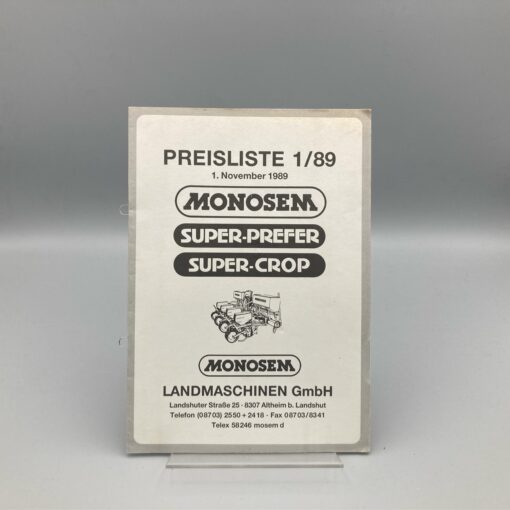 PREISLISTE 1/89
1. November 1989
MONOSEM
SUPER-PREFER
SUPER-CROP
MONOSEM
LANDMASCHINEN GmbH
Landshuter Straße 25 · 8307 Altheim b. Landshut
Telefon (08703) 2550 + 2418 · Fax 08703/8341
Telex 58246 mosem d